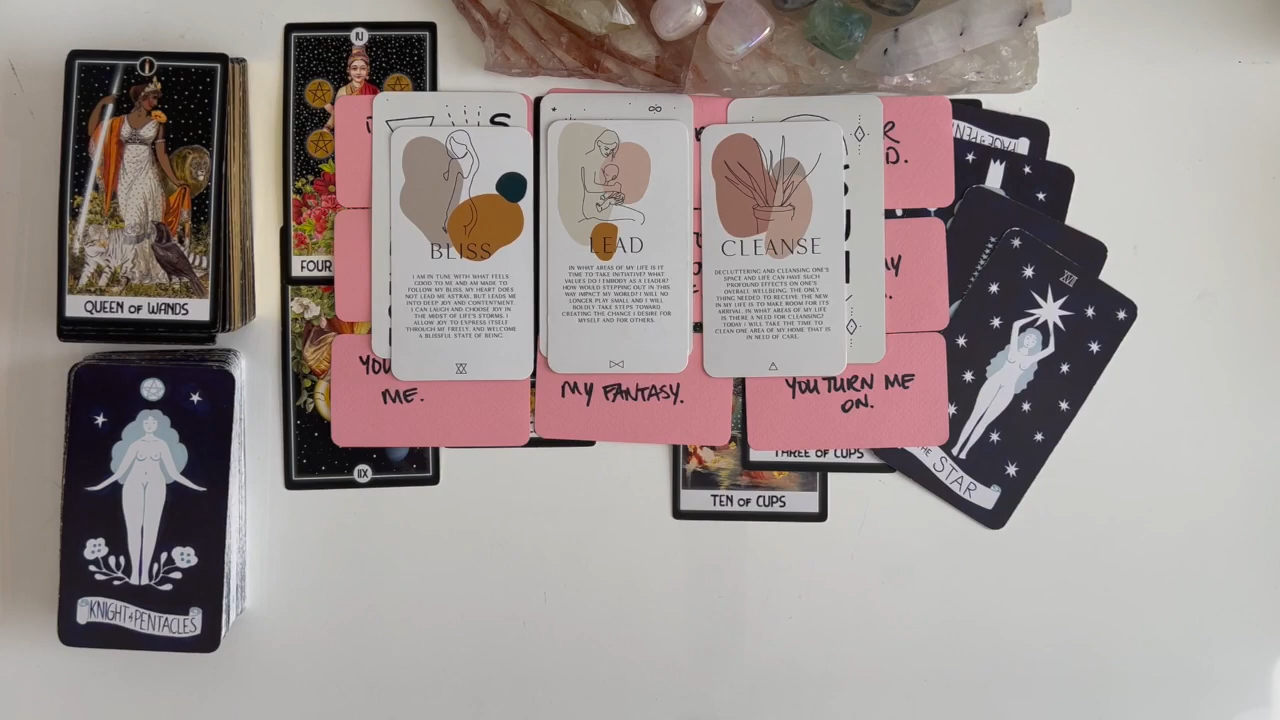 QUEEN OF WANDS
KNIGHT of PENTACLES
IV
FOUR
XII
BLISS
I AM IN TUNE WITH WHAT FEELS
GOOD TO ME AND AM MADE TO
FOLLOW MY BLISS. MY HEART DOES
NOT LEAD ME ASTRAY, BUT LEADS ME
INTO DEEP JOY AND CONTENTMENT.
I CAN LAUGH AND CHOOSE JOY IN
THE MIDST OF LIFE'S STORMS. I
ALLOW JOY TO EXPRESS ITSELF
THROUGH ME FREELY, AND WELCOME
A BLISSFUL STATE OF BEING.
LEAD
IN WHAT AREAS OF MY LIFE IS IT
TIME TO TAKE INITIATIVE? WHAT
VALUES DO I EMBODY AS A LEADER?
HOW WOULD STEPPING OUT IN THIS
WAY IMPACT MY WORLD? I WILL NO
LONGER PLAY SMALL AND I WILL
BOLDLY TAKE STEPS TOWARD
CREATING THE CHANGE I DESIRE FOR
MYSELF AND FOR OTHERS.
CLEANSE
DECLUTTERING AND CLEANSING ONE'S
SPACE AND LIFE CAN HAVE SUCH
PROFOUND EFFECTS ON ONE'S
OVERALL WELLBEING. THE ONLY
THING NEEDED TO RECEIVE THE NEW
IN MY LIFE IS TO MAKE ROOM FOR ITS
ARRIVAL. IN WHAT AREAS OF MY LIFE
IS THERE A NEED FOR CLEANSING?
TODAY I WILL TAKE THE TIME TO
CLEAN ONE AREA OF MY HOME THAT IS
IN NEED OF CARE.
ME.
MY FANTASY.
YOU TURN ME
ON.
THREE OF CUPS
TEN OF CUPS
XVII
THE STAR